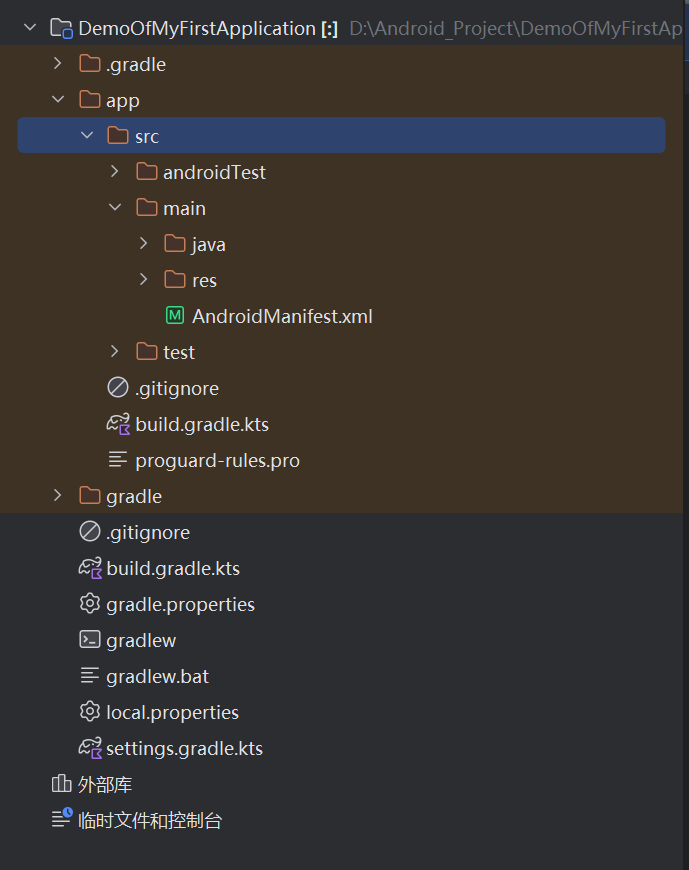 DemoOfMyFirstApplication [:] D:\Android_Project\DemoOfMyFirstAp
.gradle
app
src
androidTest
main
java
res
AndroidManifest.xml
test
.gitignore
build.gradle.kts
proguard-rules.pro
gradle
.gitignore
build.gradle.kts
gradle.properties
gradlew
gradlew.bat
local.properties
settings.gradle.kts
外部库
临时文件和控制台